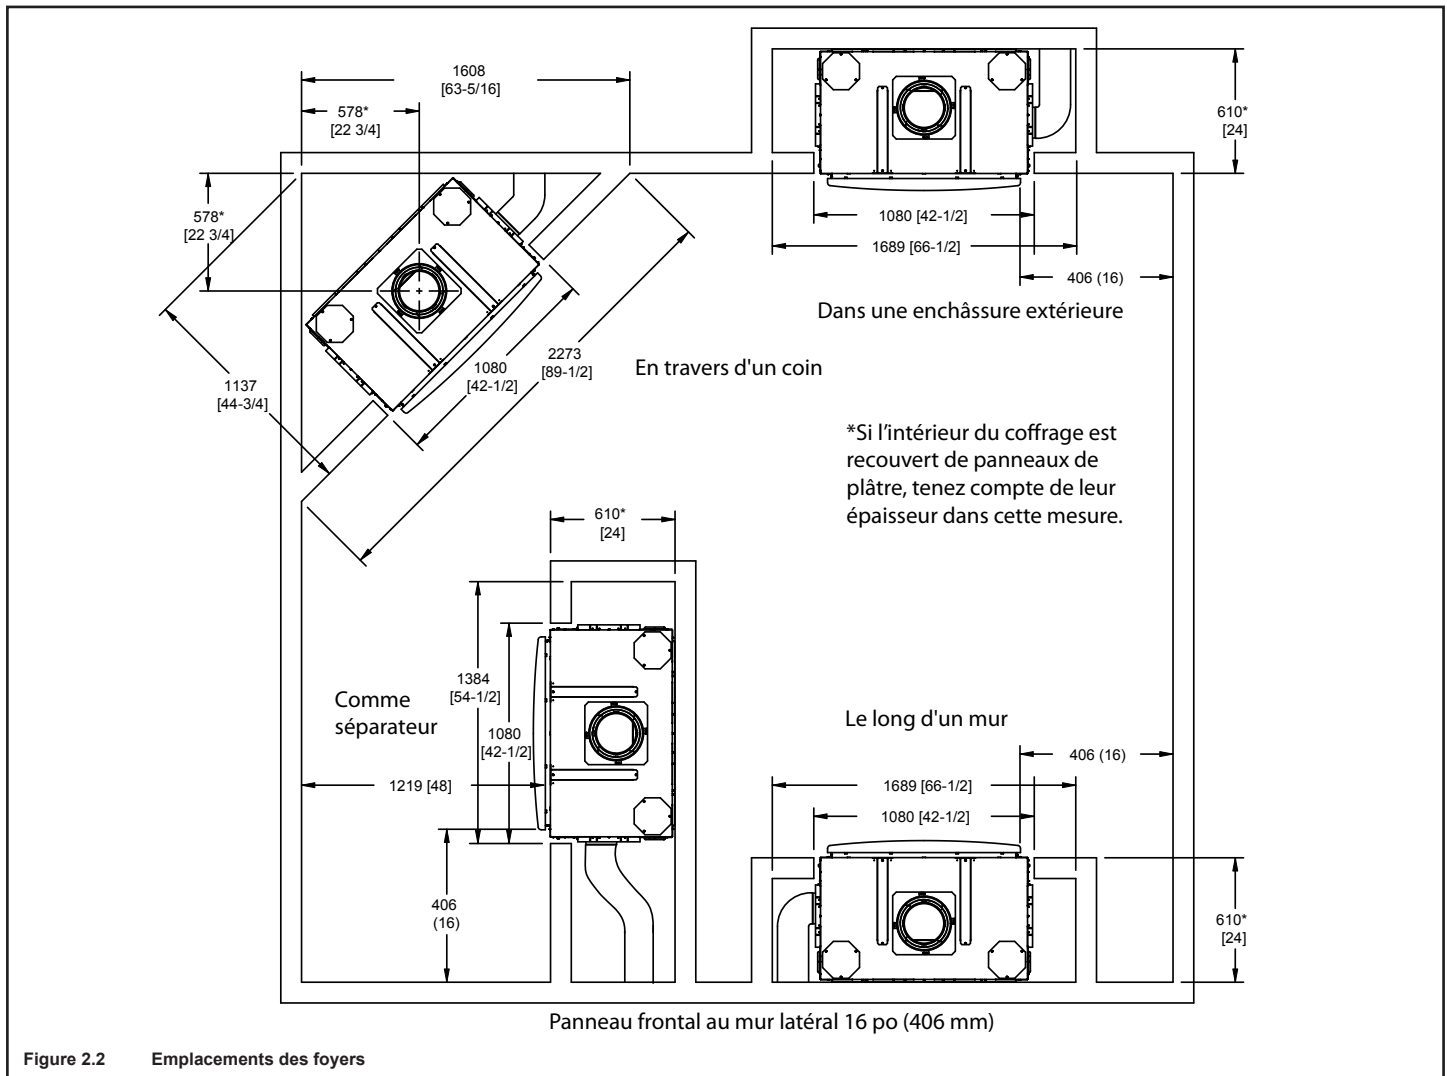 1608
[63-5/16]
578*
[22 3/4]
578*
[22 3/4]
1137
[44-3/4]
1080
[42-1/2]
2273
[89-1/2]
En travers d'un coin
610*
[24]
1080 [42-1/2]
1689 [66-1/2]
406 (16)
Dans une enchâssure extérieure
*Si l'intérieur du coffrage est
recouvert de panneaux de
plâtre, tenez compte de leur
épaisseur dans cette mesure.
610*
[24]
1384
[54-1/2]
1080
[42-1/2]
Comme
séparateur
1219 [48]
406
(16)
Le long d'un mur
406 (16)
1689 [66-1/2]
1080 [42-1/2]
610*
[24]
Panneau frontal au mur latéral 16 po (406 mm)
Figure 2.2 Emplacements des foyers